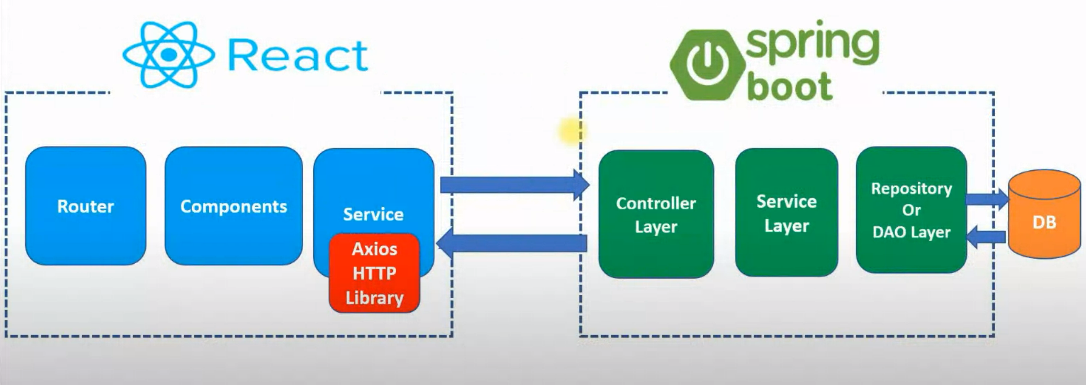 React
spring
boot
Router
Components
Service
Axios
HTTP
Library
Controller
Layer
Service
Layer
Repository
Or
DAO Layer
DB